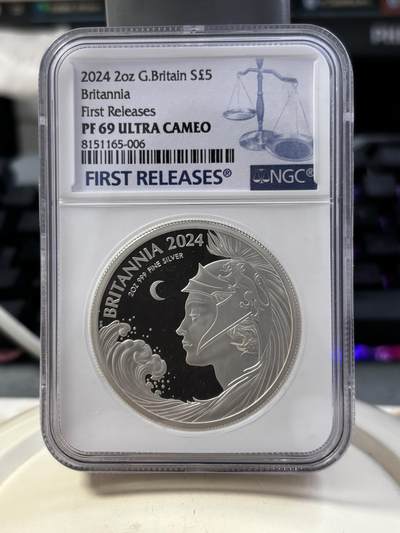 2024 2oz G.Britain S£5
Britannia
First Releases
PF 69 ULTRA CAMEO
8151165-006
FIRST RELEASES®
NGC®
BRITANNIA 2024
2OZ 999 FINE SILVER